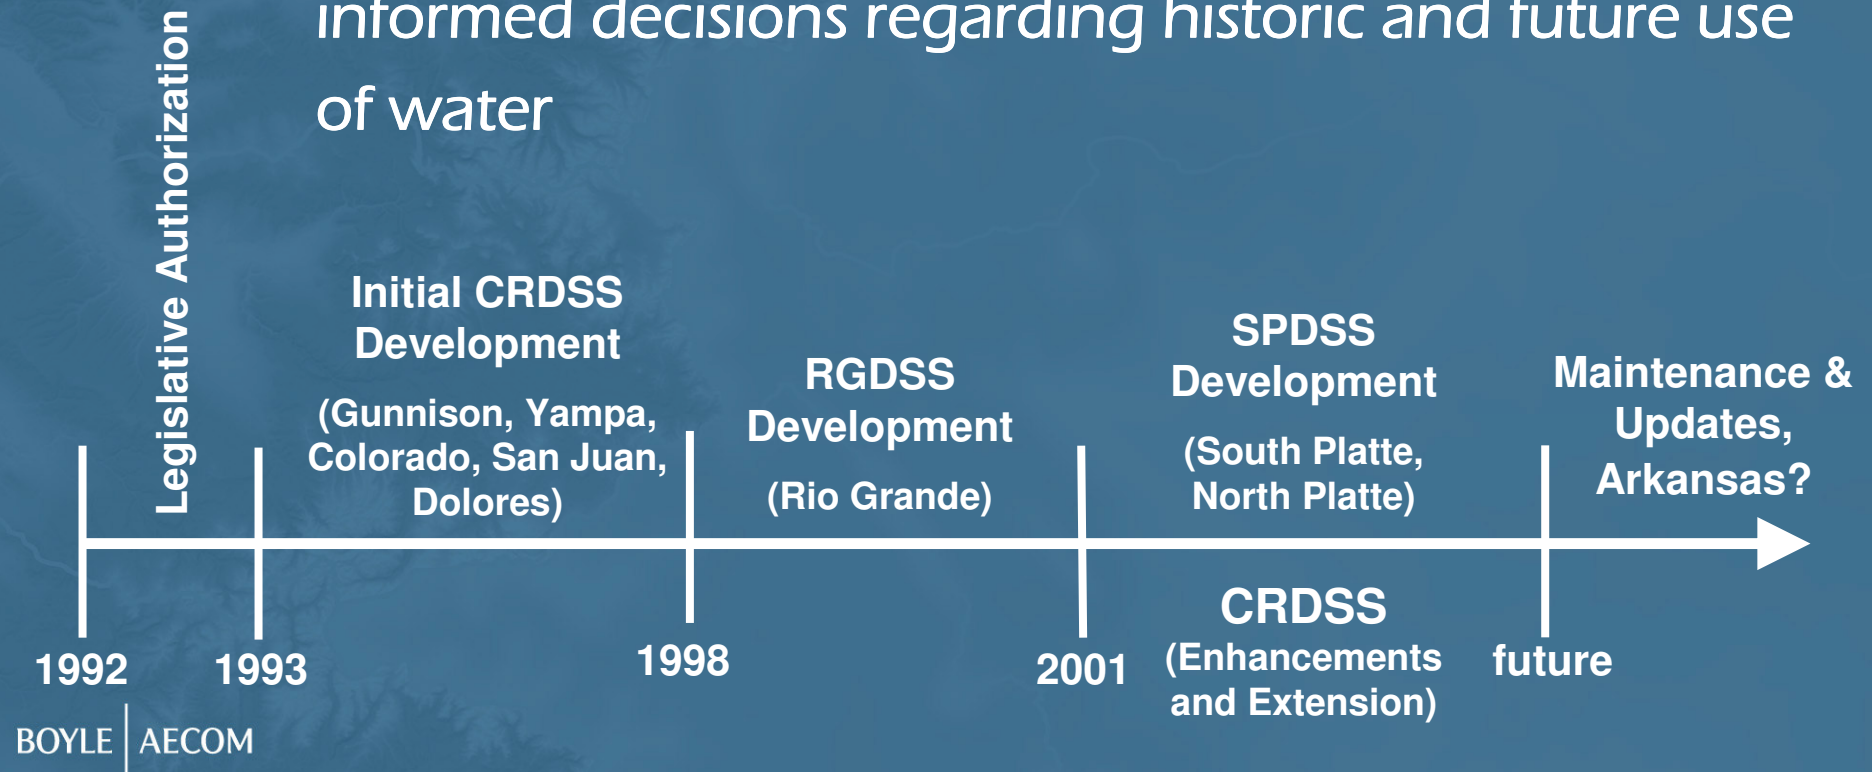 informed decisions regarding historic and future use
of water
Legislative Authorization
Initial CRDSS
Development
(Gunnison, Yampa,
Colorado, San Juan,
Dolores)
RGDSS
Development
(Rio Grande)
SPDSS
Development
(South Platte,
North Platte)
Maintenance &
Updates,
Arkansas?
CRDSS
(Enhancements
and Extension)
1992
1993
1998
2001
future
BOYLE | AECOM